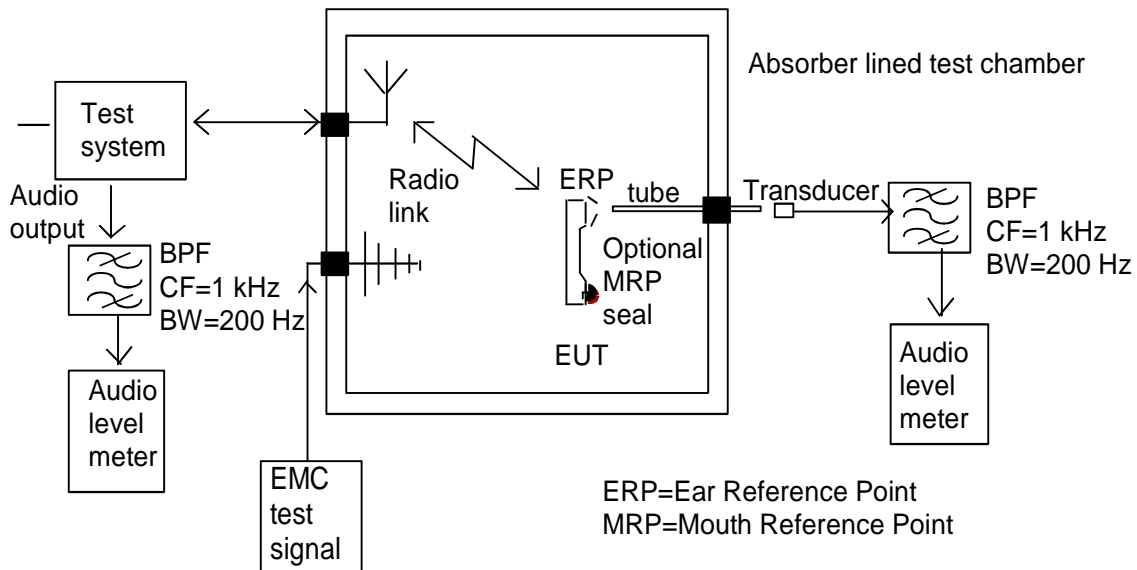 Absorber lined test chamber
Test
system
Audio
output
BPF
CF=1 kHz
BW=200 Hz
Audio
level
meter
Radio
link
ERP
tube
Optional
MRP
seal
EUT
Transducer
BPF
CF=1 kHz
BW=200 Hz
Audio
level
meter
EMC
test
signal
ERP=Ear Reference Point
MRP=Mouth Reference Point